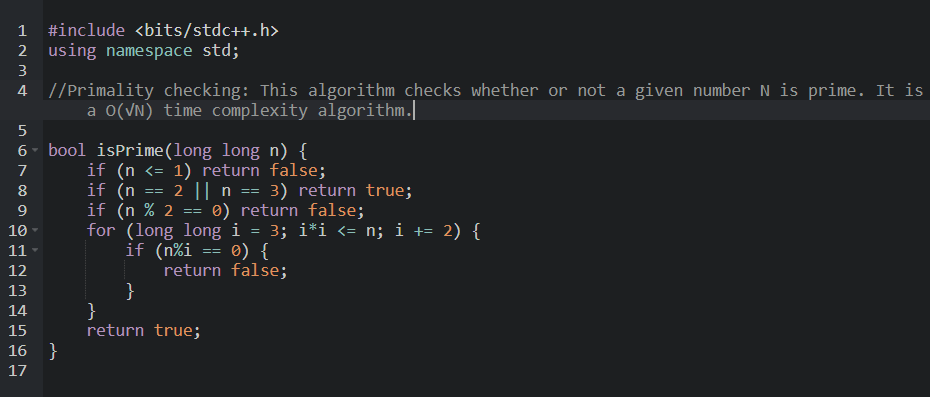 1 #include <bits/stdc++.h>
2 using namespace std;
3
4 //Primality checking: This algorithm checks whether or not a given number N is prime. It is
a O(√N) time complexity algorithm.
5
6 bool isPrime(long long n) {
7     if (n <= 1) return false;
8     if (n == 2 || n == 3) return true;
9     if (n % 2 == 0) return false;
10     for (long long i = 3; i*i <= n; i += 2) {
11         if (n%i == 0) {
12             return false;
13         }
14     }
15     return true;
16 }
17